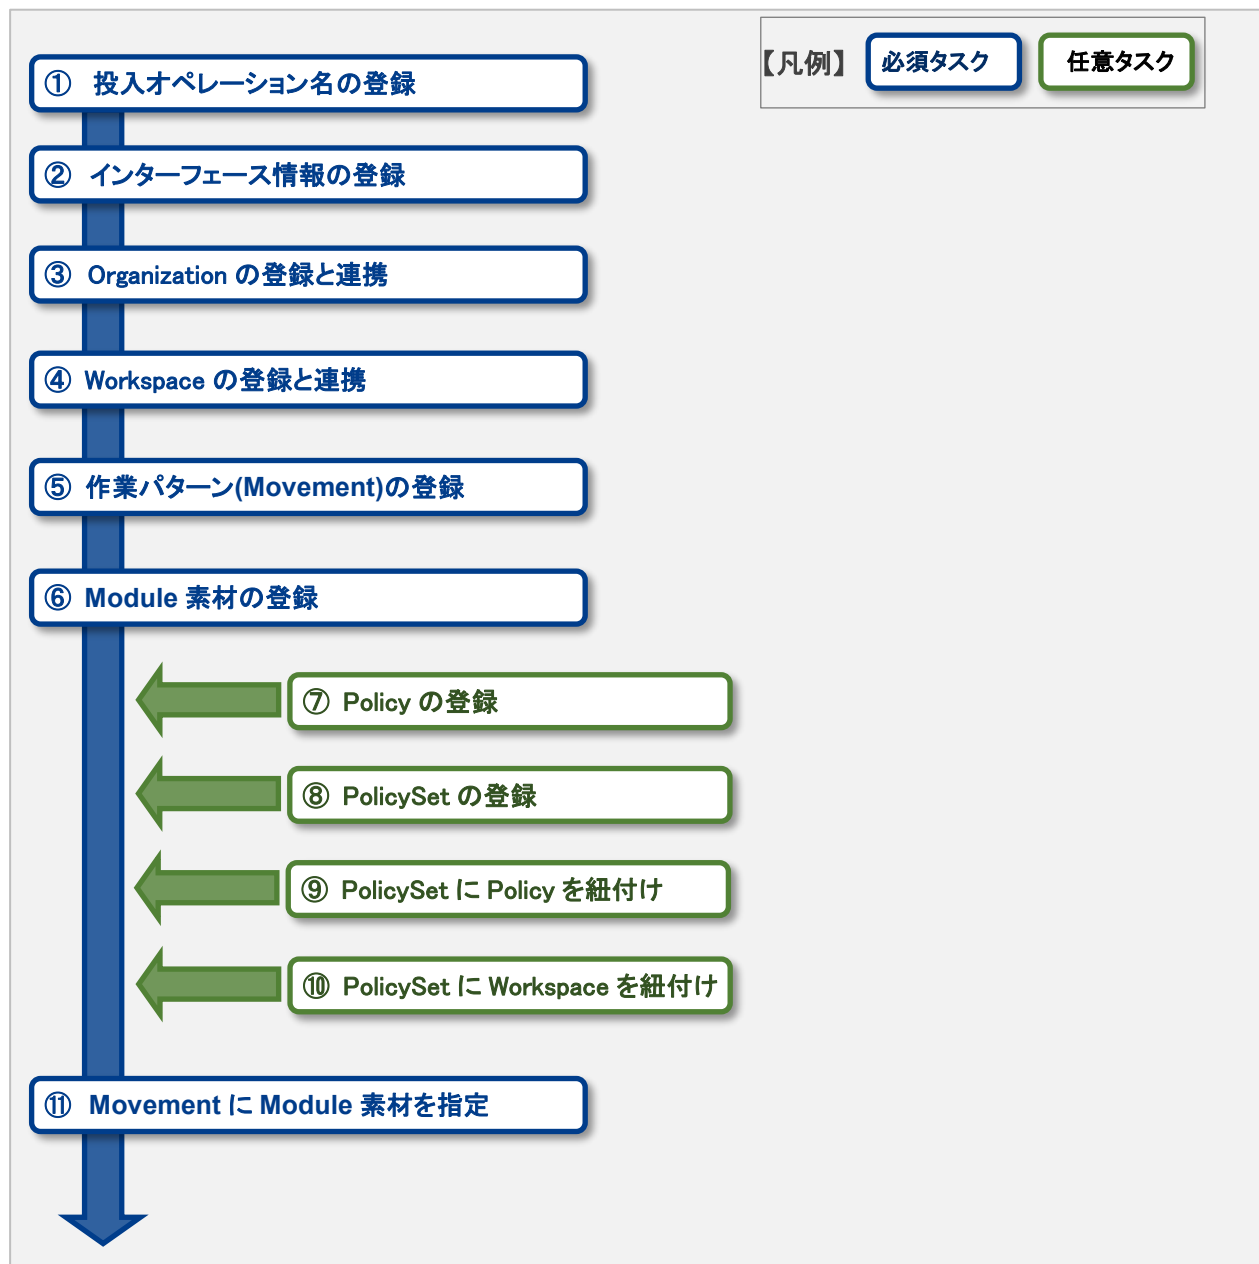 【凡例】 必須タスク 任意タスク
① 投入オペレーション名の登録
② インターフェース情報の登録
③ Organization の登録と連携
④ Workspace の登録と連携
⑤ 作業パターン(Movement)の登録
⑥ Module 素材の登録
⑦ Policy の登録
⑧ PolicySet の登録
⑨ PolicySet に Policy を紐付け
⑩ PolicySet に Workspace を紐付け
⑪ Movement に Module 素材を指定